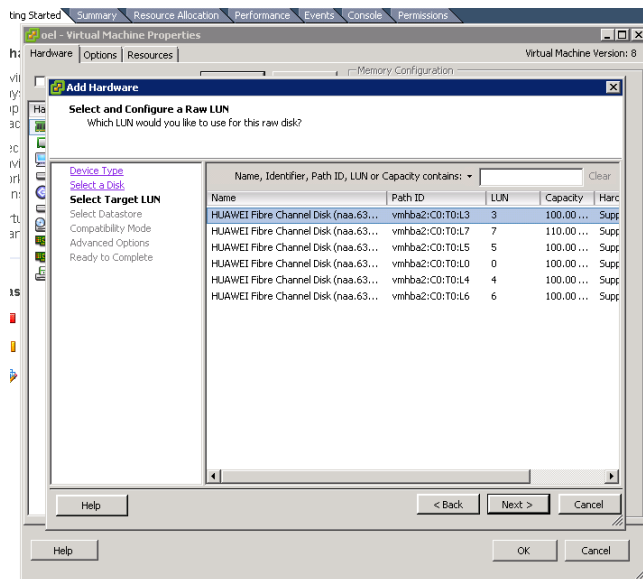 ting Started Summary Resource Allocation Performance Events Console Permissions
oel - Virtual Machine Properties
Hardware Options Resources Virtual Machine Version: 8
Memory Configuration
Ha
Add Hardware
Select and Configure a Raw LUN
Which LUN would you like to use for this raw disk?
Device Type
Select a Disk
Select Target LUN
Select Datastore
Compatibility Mode
Advanced Options
Ready to Complete
Name, Identifier, Path ID, LUN or Capacity contains: Clear
Name Path ID LUN Capacity Hard
HUAWEI Fibre Channel Disk (naa.63... vmhba2:C0:T0:L3 3 100.00 ... Supp
HUAWEI Fibre Channel Disk (naa.63... vmhba2:C0:T0:L7 7 110.00 ... Supp
HUAWEI Fibre Channel Disk (naa.63... vmhba2:C0:T0:L5 5 100.00 ... Supp
HUAWEI Fibre Channel Disk (naa.63... vmhba2:C0:T0:L0 0 100.00 ... Supp
HUAWEI Fibre Channel Disk (naa.63... vmhba2:C0:T0:L4 4 100.00 ... Supp
HUAWEI Fibre Channel Disk (naa.63... vmhba2:C0:T0:L6 6 100.00 ... Supp
Help < Back Next > Cancel
Help OK Cancel